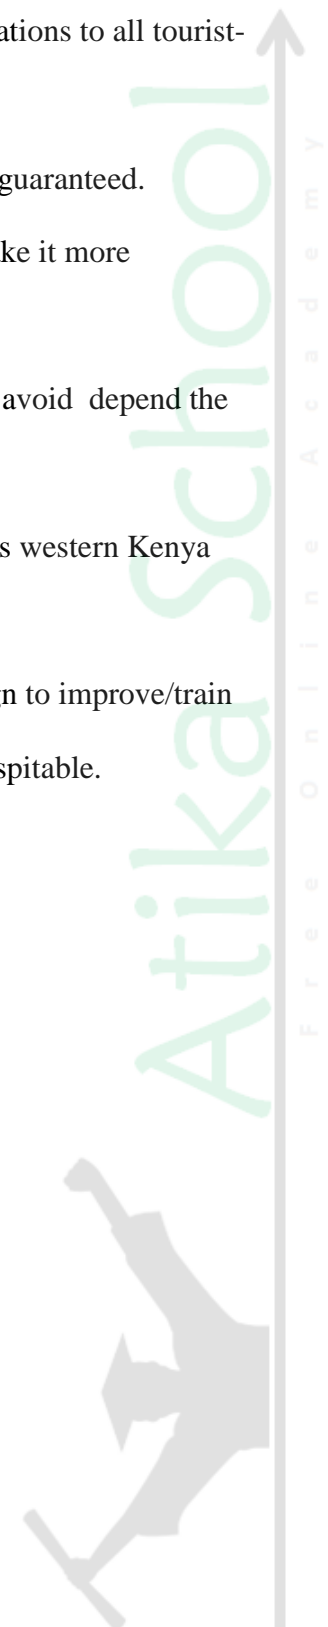 ations to all tourist-
guaranteed.
ke it more
avoid  depend the
s western Kenya
n to improve/train
spitable.
Atika School
Free Online Academy